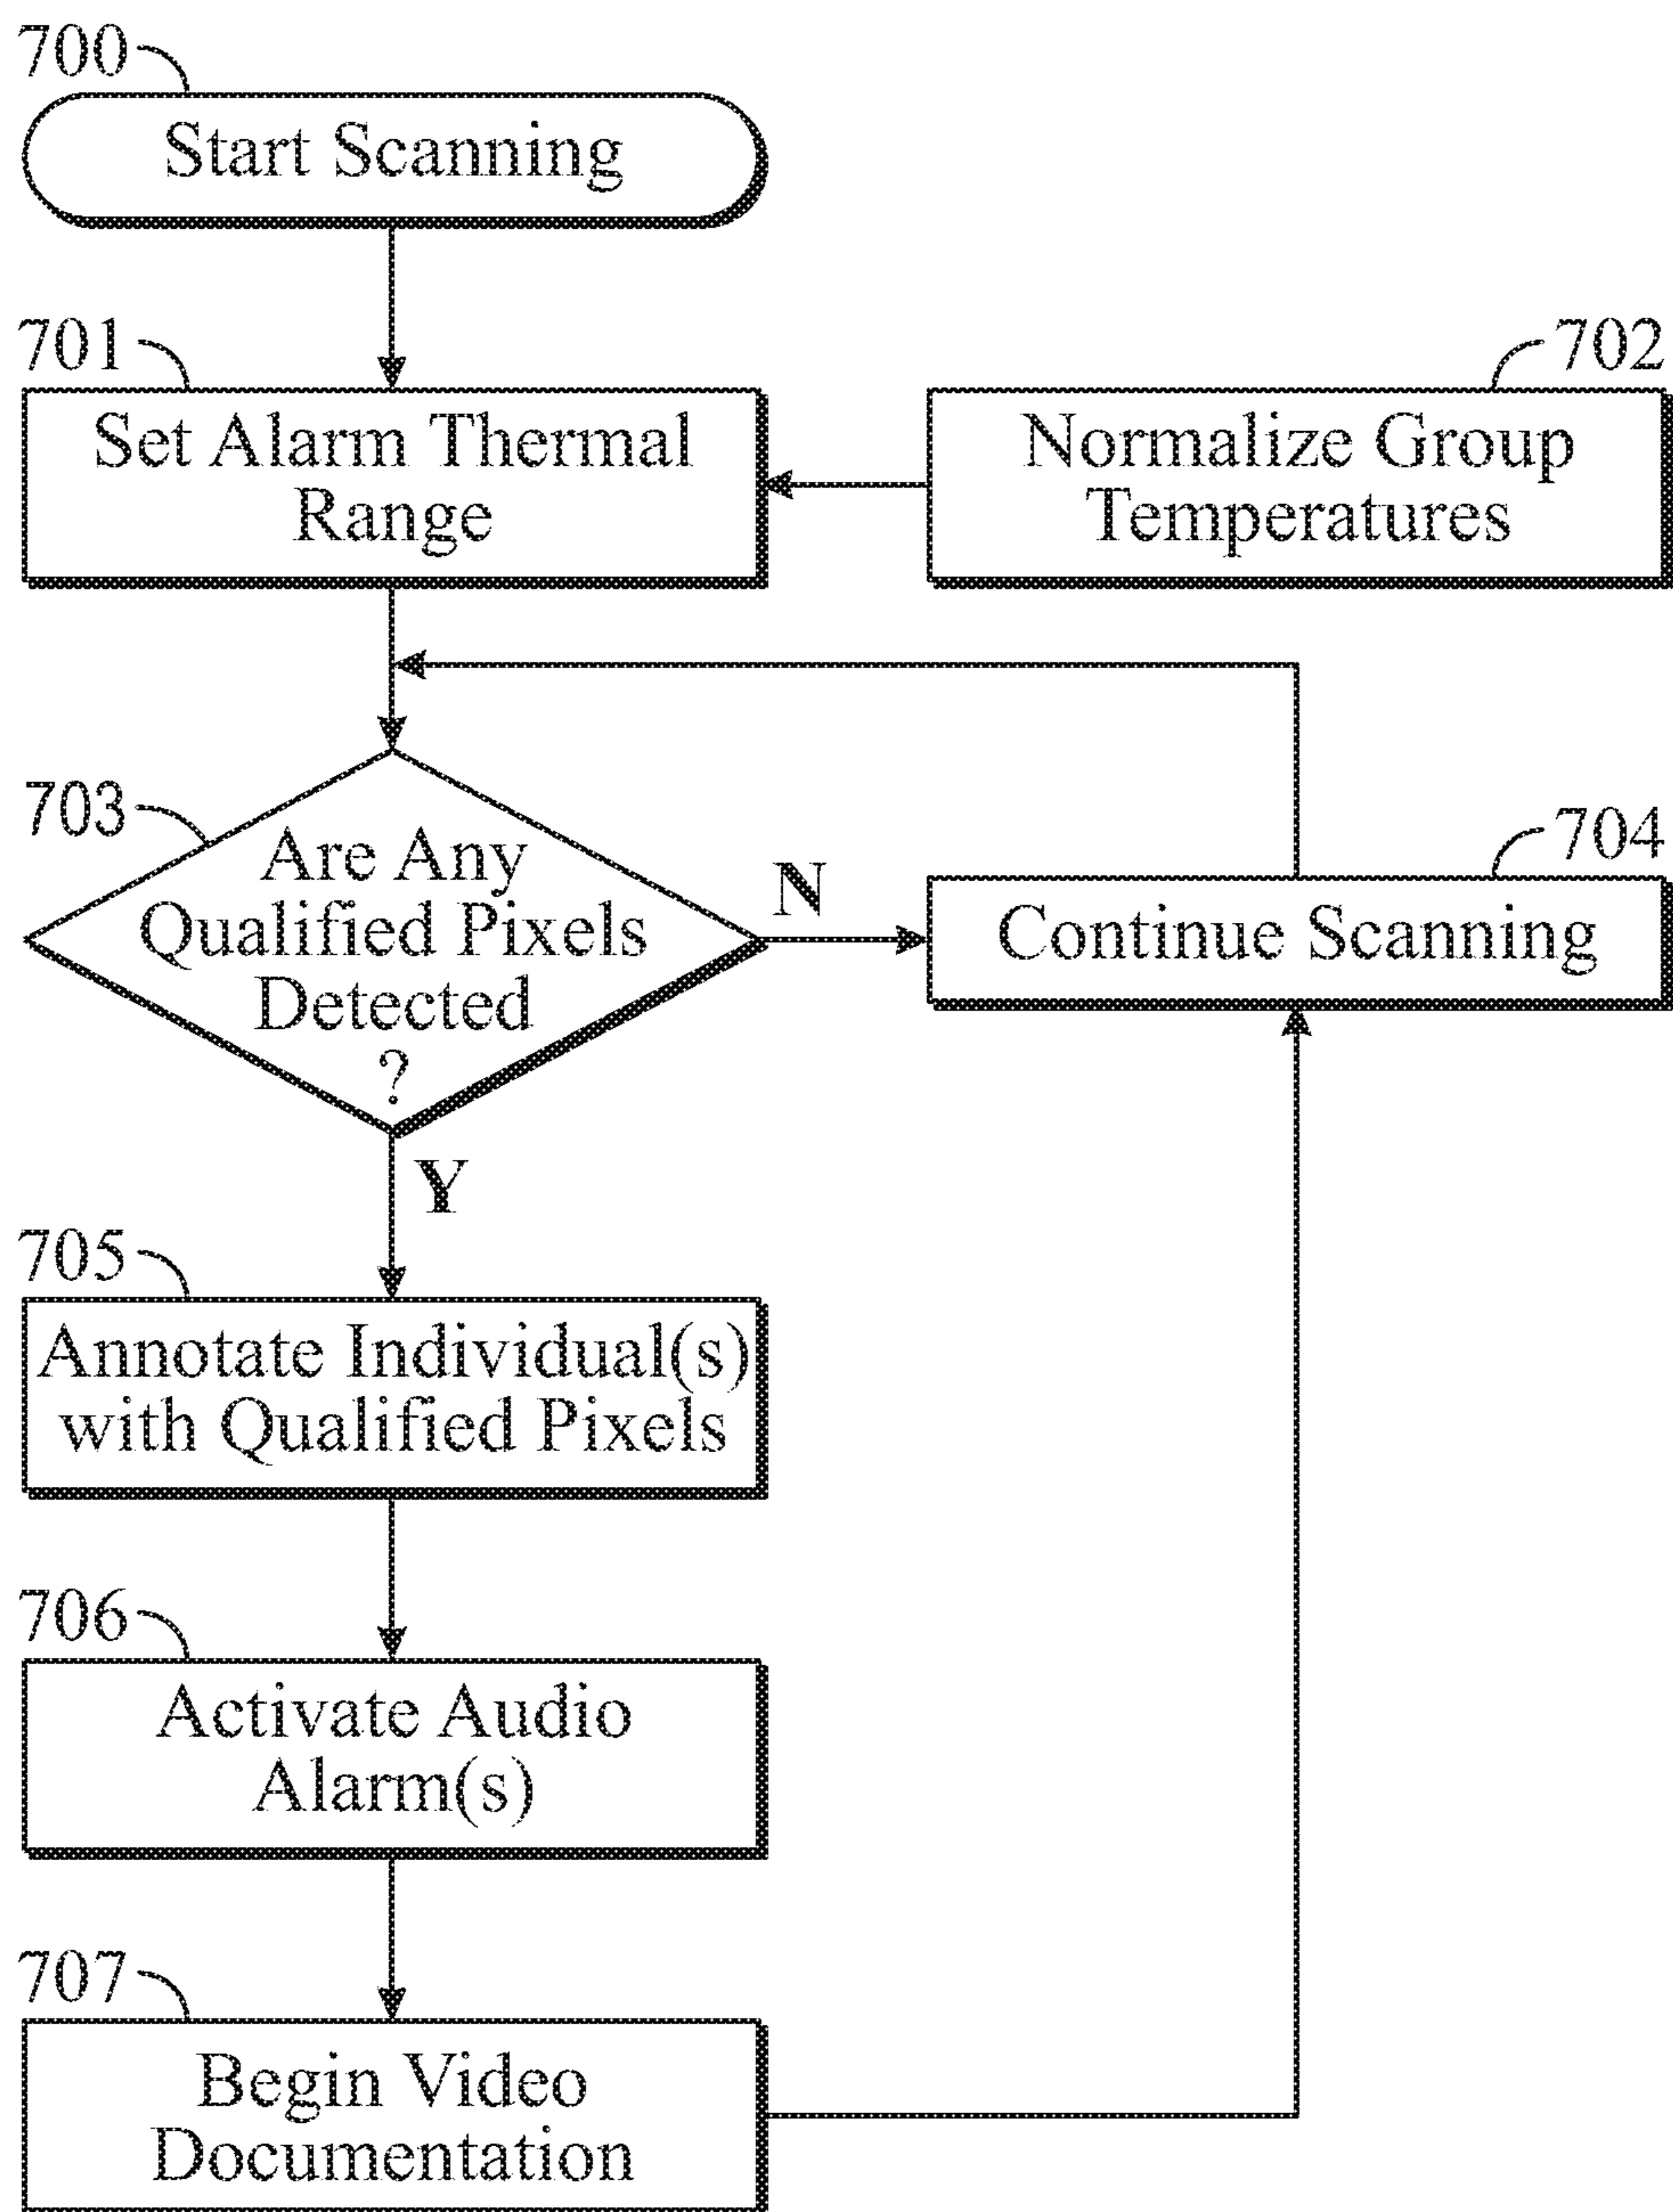 700
Start Scanning
701
Set Alarm Thermal
Range
702
Normalize Group
Temperatures
703
Are Any
Qualified Pixels
Detected
?
N
704
Continue Scanning
Y
705
Annotate Individual(s)
with Qualified Pixels
706
Activate Audio
Alarm(s)
707
Begin Video
Documentation